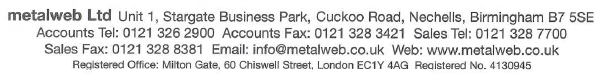 metalweb Ltd Unit 1, Stargate Business Park, Cuckoo Road, Nechells, Birmingham B7 5SE
Accounts Tel: 0121 326 2900 Accounts Fax: 0121 328 3421 Sales Tel: 0121 328 7700
Sales Fax: 0121 328 8381 Email: info@metalweb.co.uk Web: www.metalweb.co.uk
Registered Office: Milton Gate, 60 Chiswell Street, London EC1Y 4AG Registered No. 4130945